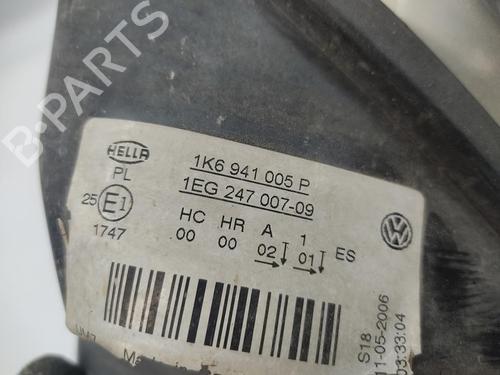 B-PARTS
HELLA
PL
25 E1
1747
1K6 941 005 P
1EG 247 007-09
HC HR A 1 ES
00 00 02 01
S18
11-05-2006
03:33:04